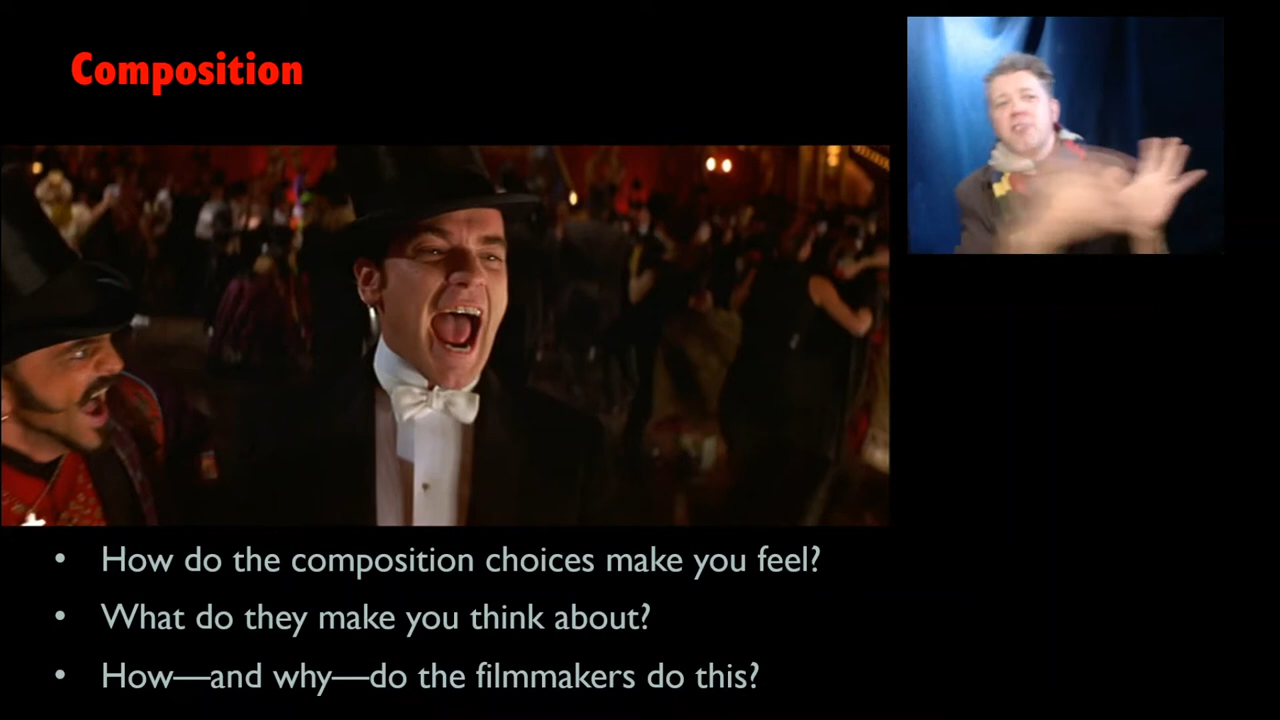 Composition
• How do the composition choices make you feel?
• What do they make you think about?
• How—and why—do the filmmakers do this?